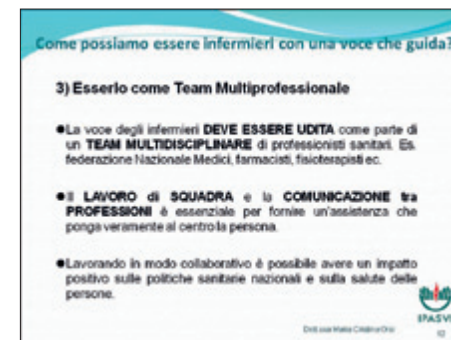 Come possiamo essere infermieri con una voce che guida?
3) Esserlo come Team Multiprofessionale
●La voce degli infermieri DEVE ESSERE UDITA come parte di
un TEAM MULTIDISCIPLINARE di professionisti sanitari. Es.
federazione Nazionale Medici, farmacisti, fisioterapisti ec.
●Il LAVORO di SQUADRA e la COMUNICAZIONE tra
PROFESSIONI è essenziale per fornire un'assistenza che
ponga veramente al centro la persona.
●Lavorando in modo collaborativo è possibile avere un impatto
positivo sulle politiche sanitarie nazionali e sulla salute delle
persone.
IPASVI
Maria Cristina